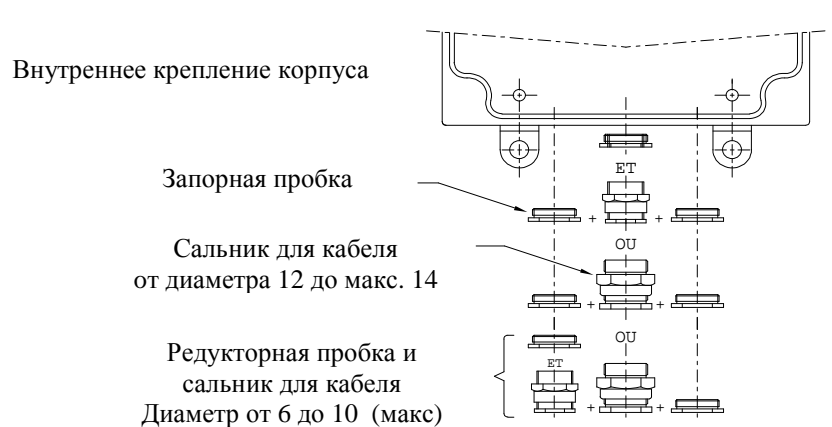 Внутреннее крепление корпуса
ET
Запорная пробка
+ +
OU
Сальник для кабеля
от диаметра 12 до макс. 14
+ +
OU
Редукторная пробка и
ET
сальник для кабеля
Диаметр от 6 до 10 (макс)
+ +